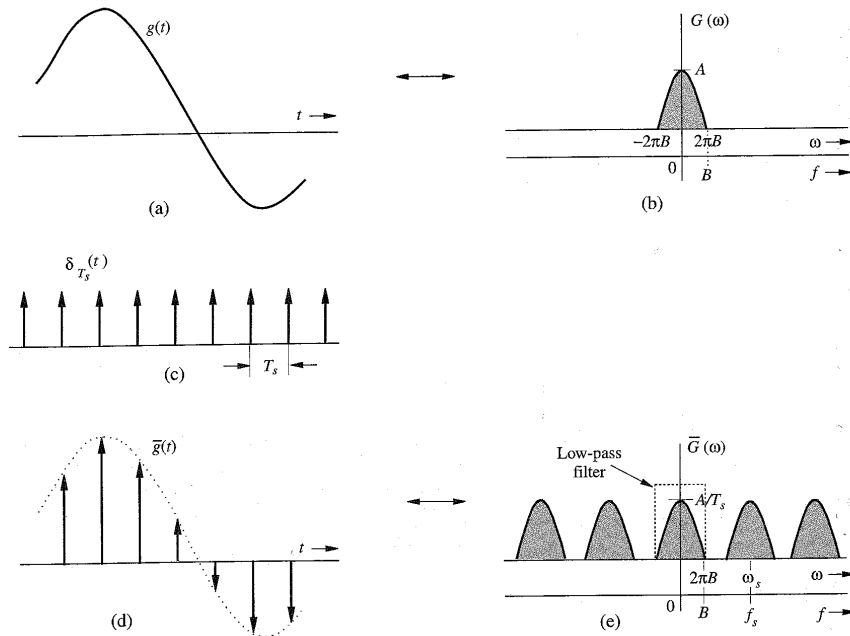 g(t)
t
(a)
G (ω)
A
−2πB 2πB ω
0 B f
(b)
δ_{T_s}(t)
T_s
(c)
g̅(t)
t
(d)
G̅ (ω)
Low-pass
filter
A/T_s
2πB ω_s ω
0 B f_s f
(e)